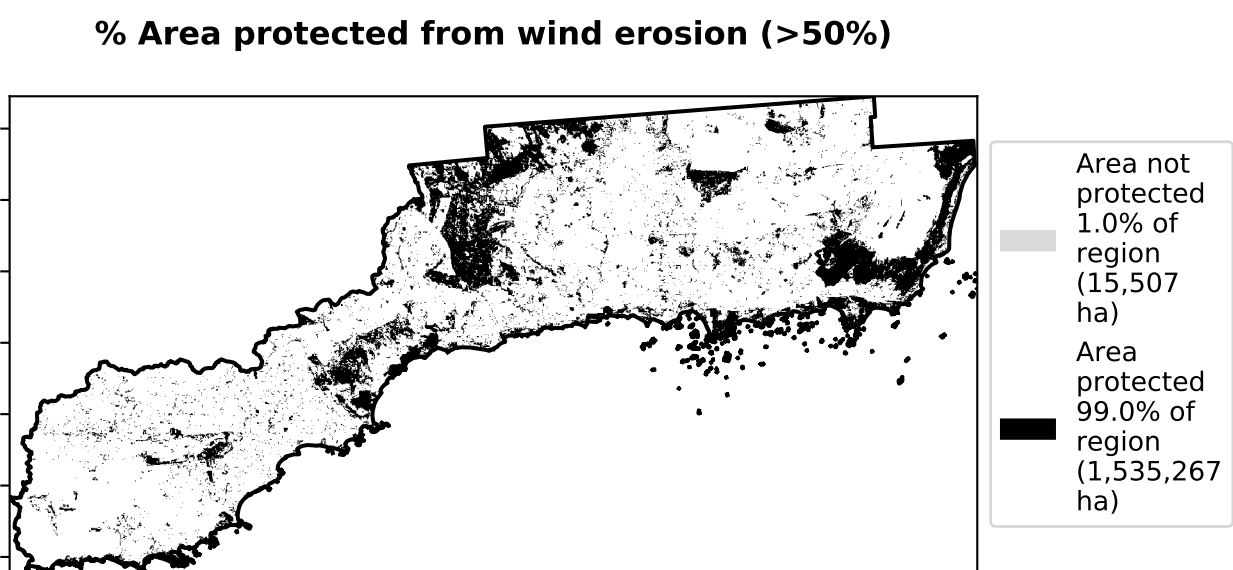 % Area protected from wind erosion (>50%)
Area not
protected
1.0% of
region
(15,507
ha)
Area
protected
99.0% of
region
(1,535,267
ha)